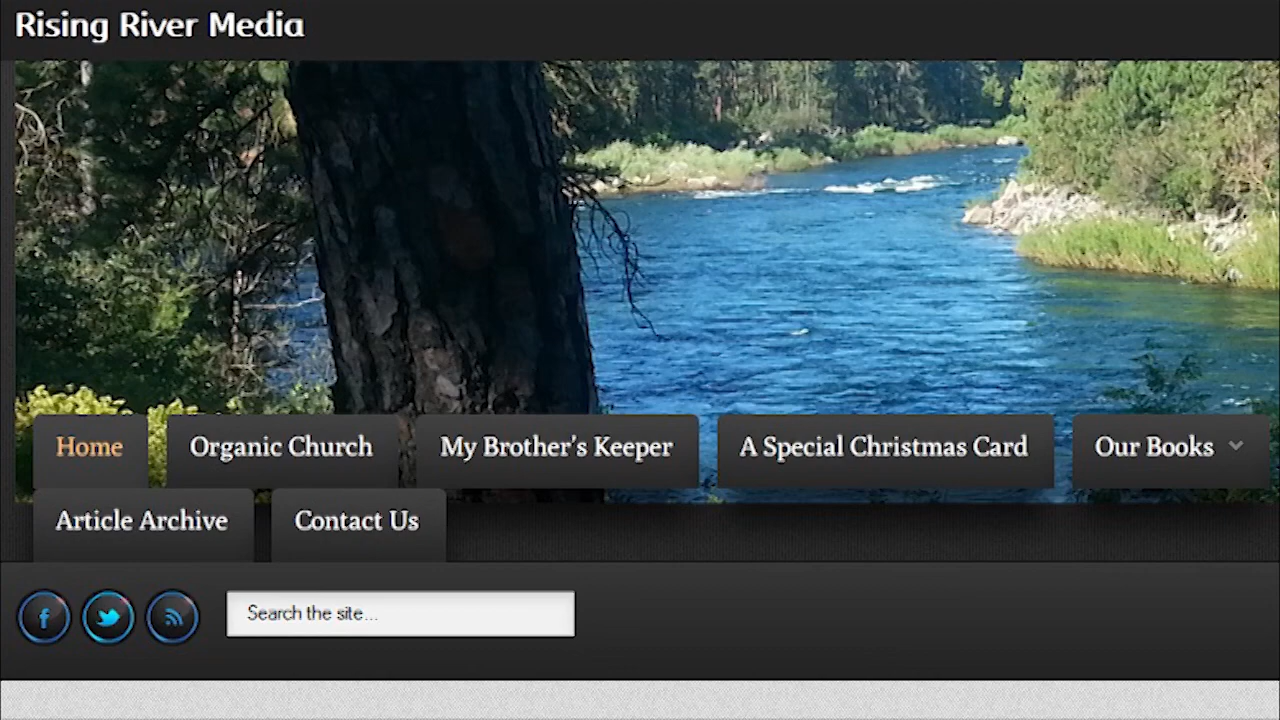 Rising River Media
Home Organic Church My Brother's Keeper A Special Christmas Card Our Books
Article Archive Contact Us
Search the site...